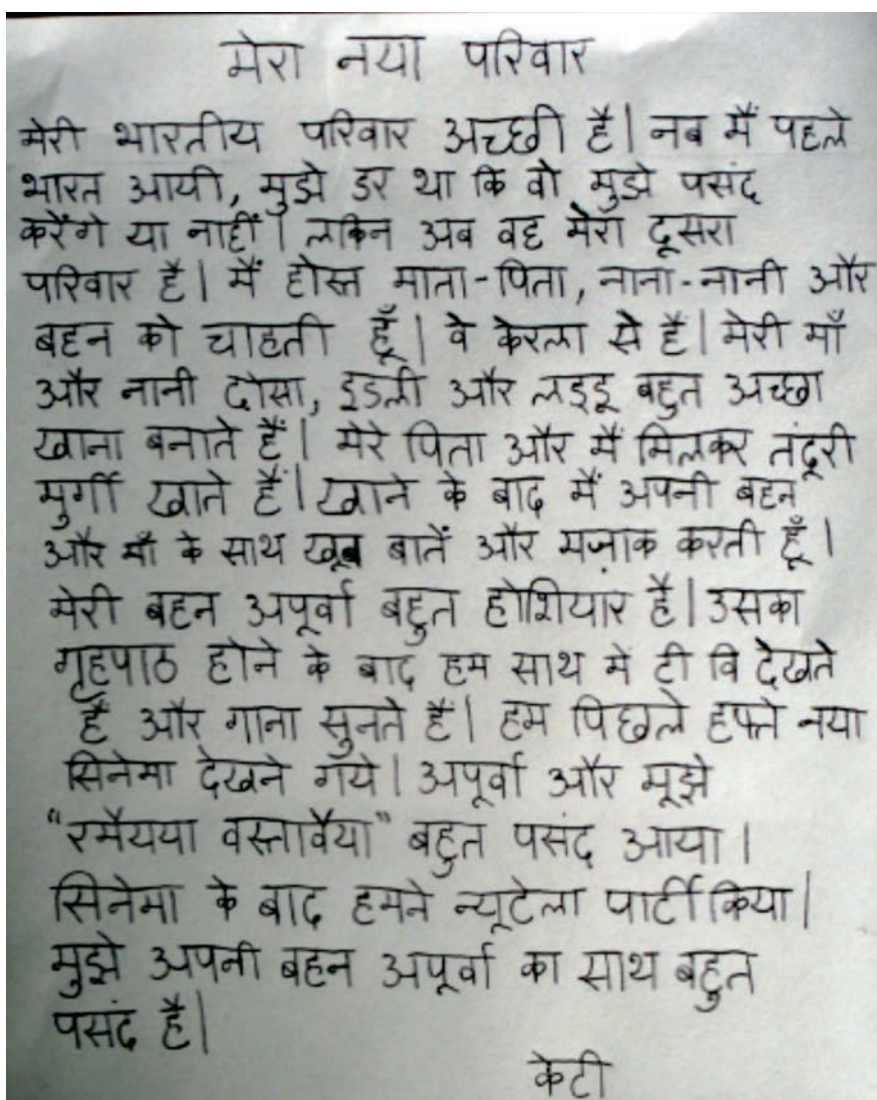 मेरा नया परिवार
मेरी भारतीय परिवार अच्छी है। जब मैं पहले
भारत आयी, मुझे डर था कि वो मुझे पसंद
करेंगे या नाहीं। लकिन अब वह मेरा दूसरा
परिवार है। मैं होस्त माता-पिता, नाना-नानी और
बहन को चाहती हूँ। वे केरला से हैं। मेरी माँ
और नानी दोसा, इडली और लड्डू बहुत अच्छा
खाना बनाते हैं। मेरे पिता और मैं मिलकर तंदूरी
मुर्गी खाते हैं। खाने के बाद मैं अपनी बहन
और माँ के साथ खूब बातें और मज़ाक करती हूँ।
मेरी बहन अपूर्वा बहुत होशियार है। उसका
गृहपाठ होने के बाद हम साथ में टी वि देखते
हैं और गाना सुनते हैं। हम पिछले हफ्ते नया
सिनेमा देखने गये। अपूर्वा और मूझे
"रमैयया वस्तावैया" बहुत पसंद आया।
सिनेमा के बाद हमने न्यूटेला पार्टी किया।
मुझे अपनी बहन अपूर्वा का साथ बहुत
पसंद है।
केटी